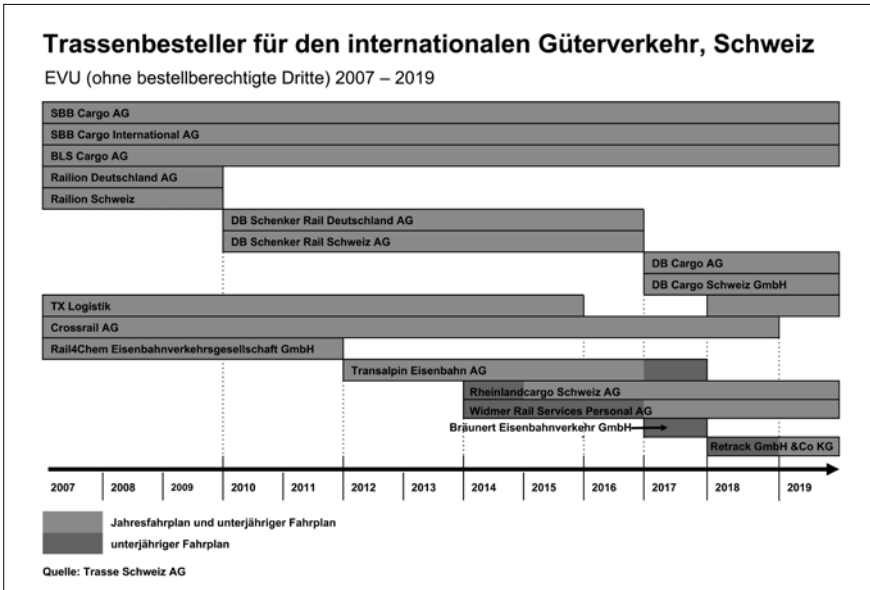 Trassenbesteller für den internationalen Güterverkehr, Schweiz
EVU (ohne bestellberechtigte Dritte) 2007 – 2019
SBB Cargo AG
SBB Cargo International AG
BLS Cargo AG
Railion Deutschland AG
Railion Schweiz
DB Schenker Rail Deutschland AG
DB Schenker Rail Schweiz AG
DB Cargo AG
DB Cargo Schweiz GmbH
TX Logistik
Crossrail AG
Rail4Chem Eisenbahnverkehrsgesellschaft GmbH
Transalpin Eisenbahn AG
Rheinlandcargo Schweiz AG
Widmer Rail Services Personal AG
Bräunert Eisenbahnverkehr GmbH
Retrack GmbH &Co KG
2007 2008 2009 2010 2011 2012 2013 2014 2015 2016 2017 2018 2019
Jahresfahrplan und unterjähriger Fahrplan
unterjähriger Fahrplan
Quelle: Trasse Schweiz AG